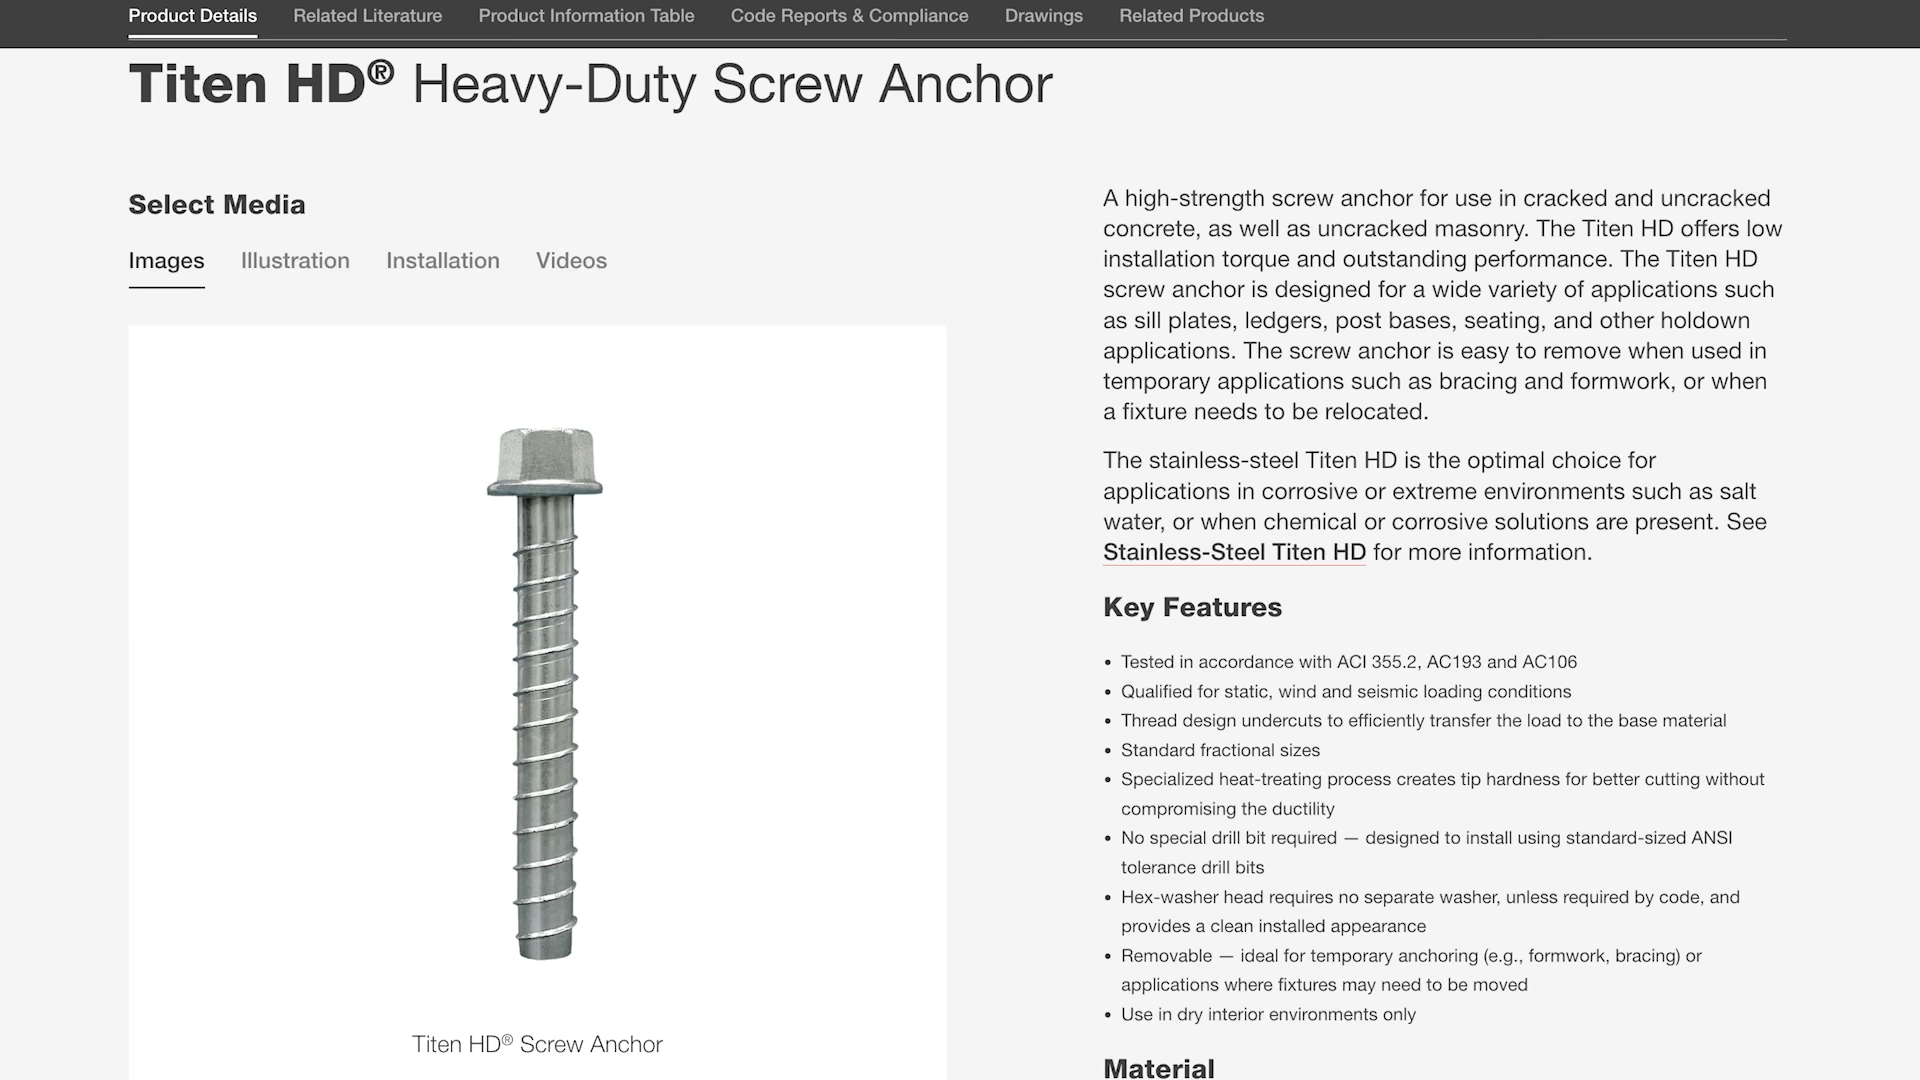 Product Details Related Literature Product Information Table Code Reports & Compliance Drawings Related Products
Titen HD® Heavy-Duty Screw Anchor
Select Media
Images Illustration Installation Videos
Titen HD® Screw Anchor
A high-strength screw anchor for use in cracked and uncracked
concrete, as well as uncracked masonry. The Titen HD offers low
installation torque and outstanding performance. The Titen HD
screw anchor is designed for a wide variety of applications such
as sill plates, ledgers, post bases, seating, and other holdown
applications. The screw anchor is easy to remove when used in
temporary applications such as bracing and formwork, or when
a fixture needs to be relocated.
The stainless-steel Titen HD is the optimal choice for
applications in corrosive or extreme environments such as salt
water, or when chemical or corrosive solutions are present. See
Stainless-Steel Titen HD for more information.
Key Features
• Tested in accordance with ACI 355.2, AC193 and AC106
• Qualified for static, wind and seismic loading conditions
• Thread design undercuts to efficiently transfer the load to the base material
• Standard fractional sizes
• Specialized heat-treating process creates tip hardness for better cutting without
compromising the ductility
• No special drill bit required — designed to install using standard-sized ANSI
tolerance drill bits
• Hex-washer head requires no separate washer, unless required by code, and
provides a clean installed appearance
• Removable — ideal for temporary anchoring (e.g., formwork, bracing) or
applications where fixtures may need to be moved
• Use in dry interior environments only
Material